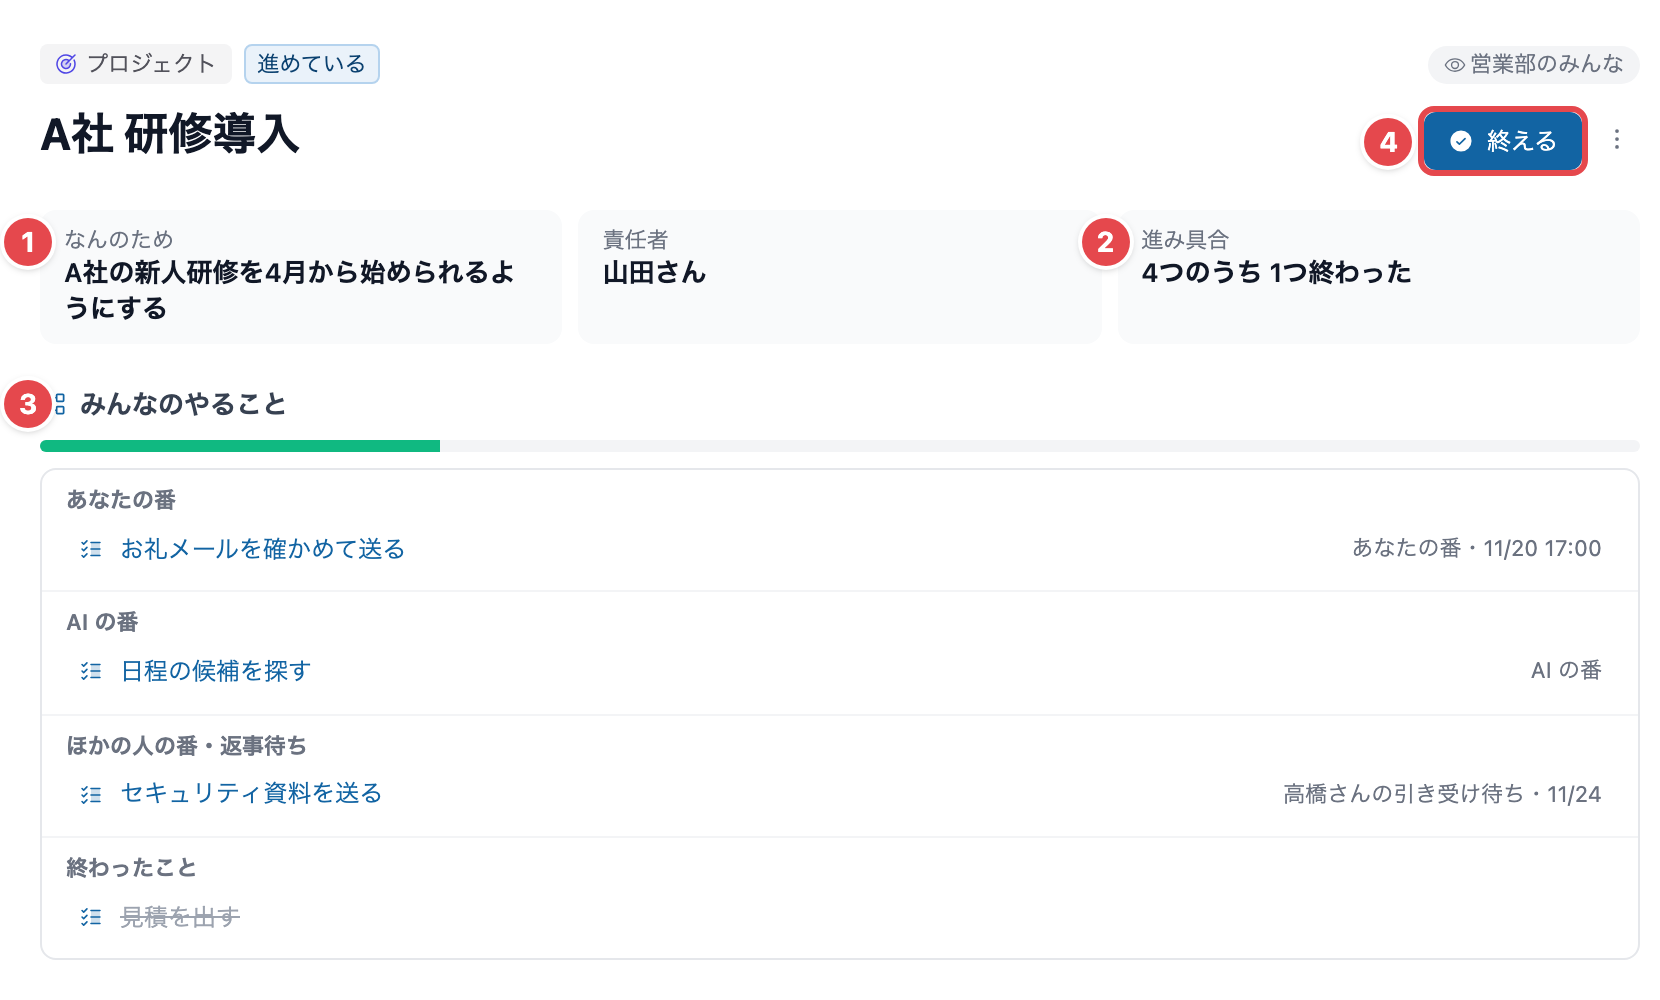 プロジェクト
進めている
営業部のみんな
A社 研修導入
4
終える
1
なんのため
A社の新人研修を4月から始められるよ
うにする
責任者
山田さん
2
進み具合
4つのうち 1つ終わった
3
みんなのやること
あなたの番
お礼メールを確かめて送る
あなたの番・11/20 17:00
AI の番
日程の候補を探す
AI の番
ほかの人の番・返事待ち
セキュリティ資料を送る
高橋さんの引き受け待ち・11/24
終わったこと
見積を出す